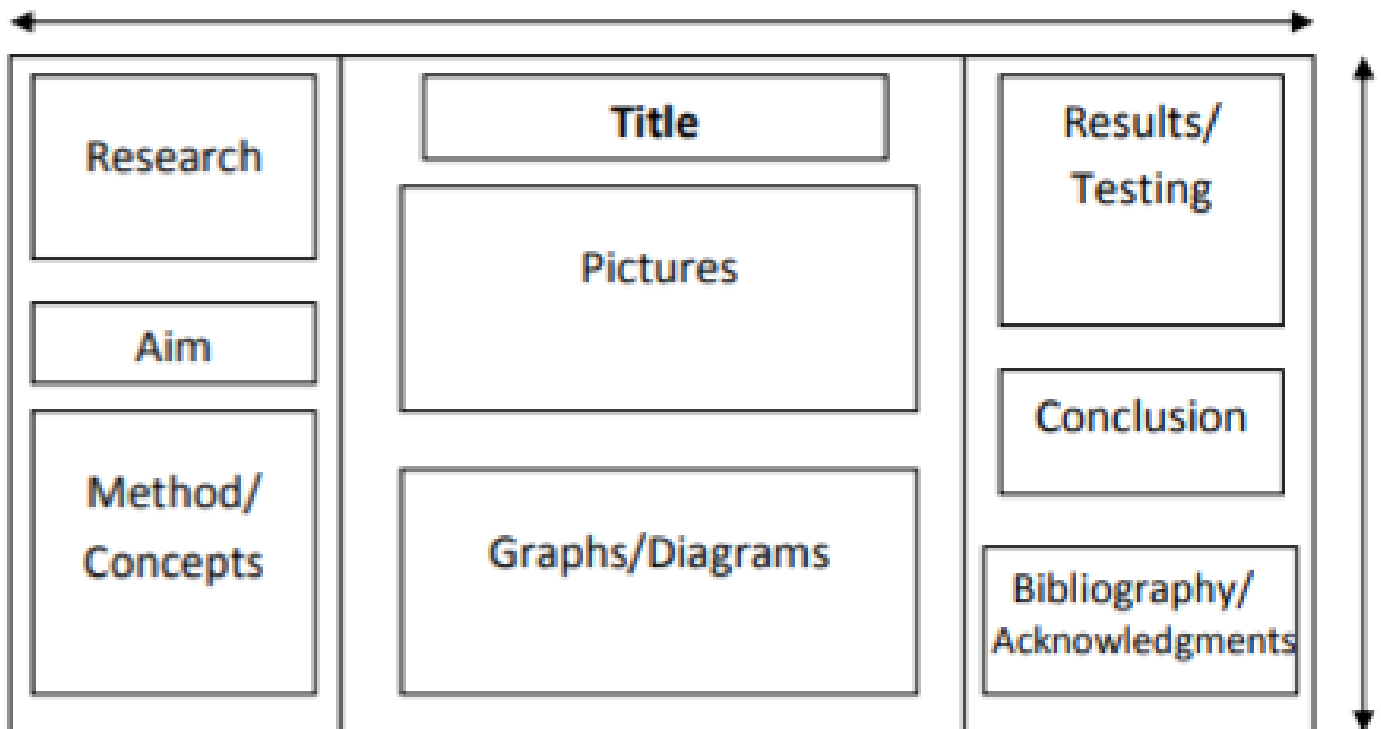 Research
Aim
Method/
Concepts
Title
Pictures
Graphs/Diagrams
Results/
Testing
Conclusion
Bibliography/
Acknowledgments